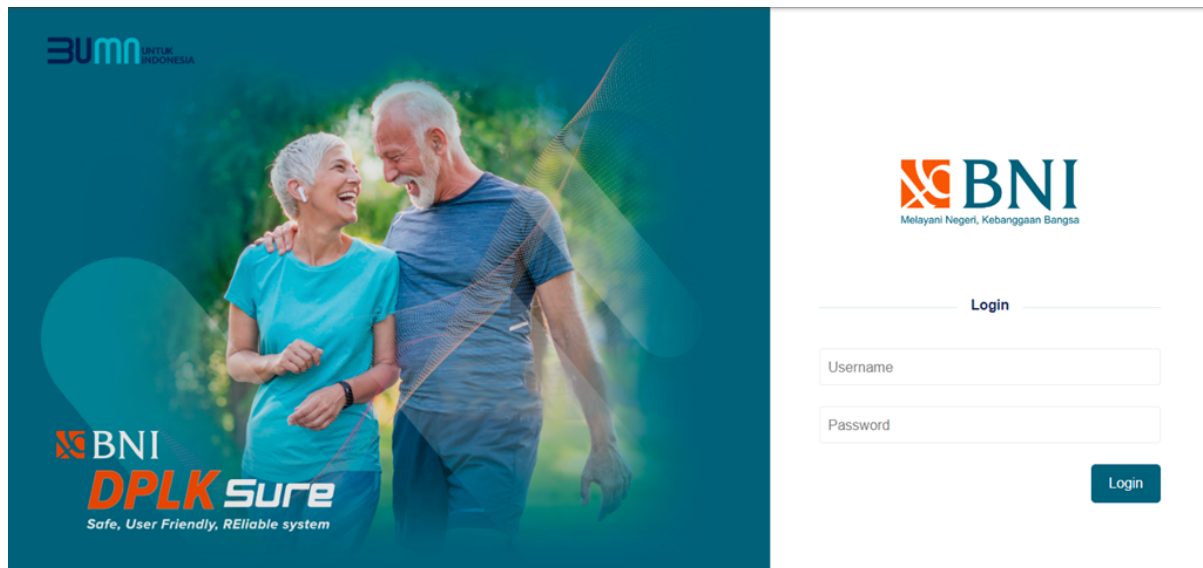 BUMN UNTUK
INDONESIA
BNI
DPLK Sure
Safe, User Friendly, REliable system
BNI
Melayani Negeri, Kebanggaan Bangsa
Login
Username
Password
Login